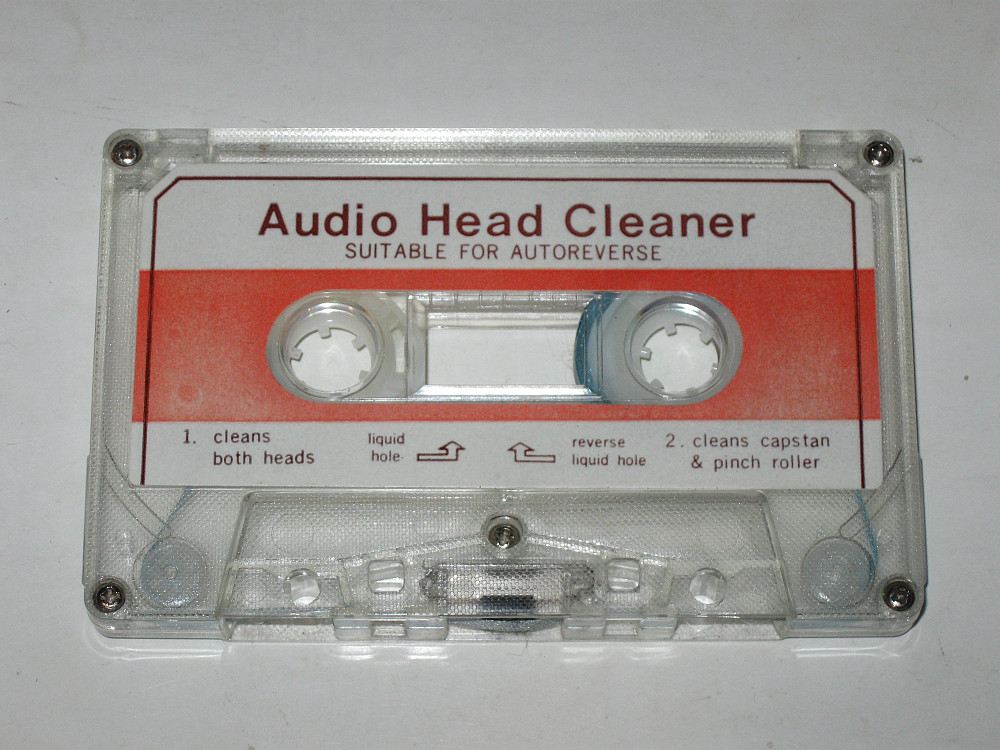 Audio Head Cleaner
SUITABLE FOR AUTOREVERSE
1. cleans
both heads
liquid
hole.
reverse
liquid hole
2. cleans capstan
& pinch roller